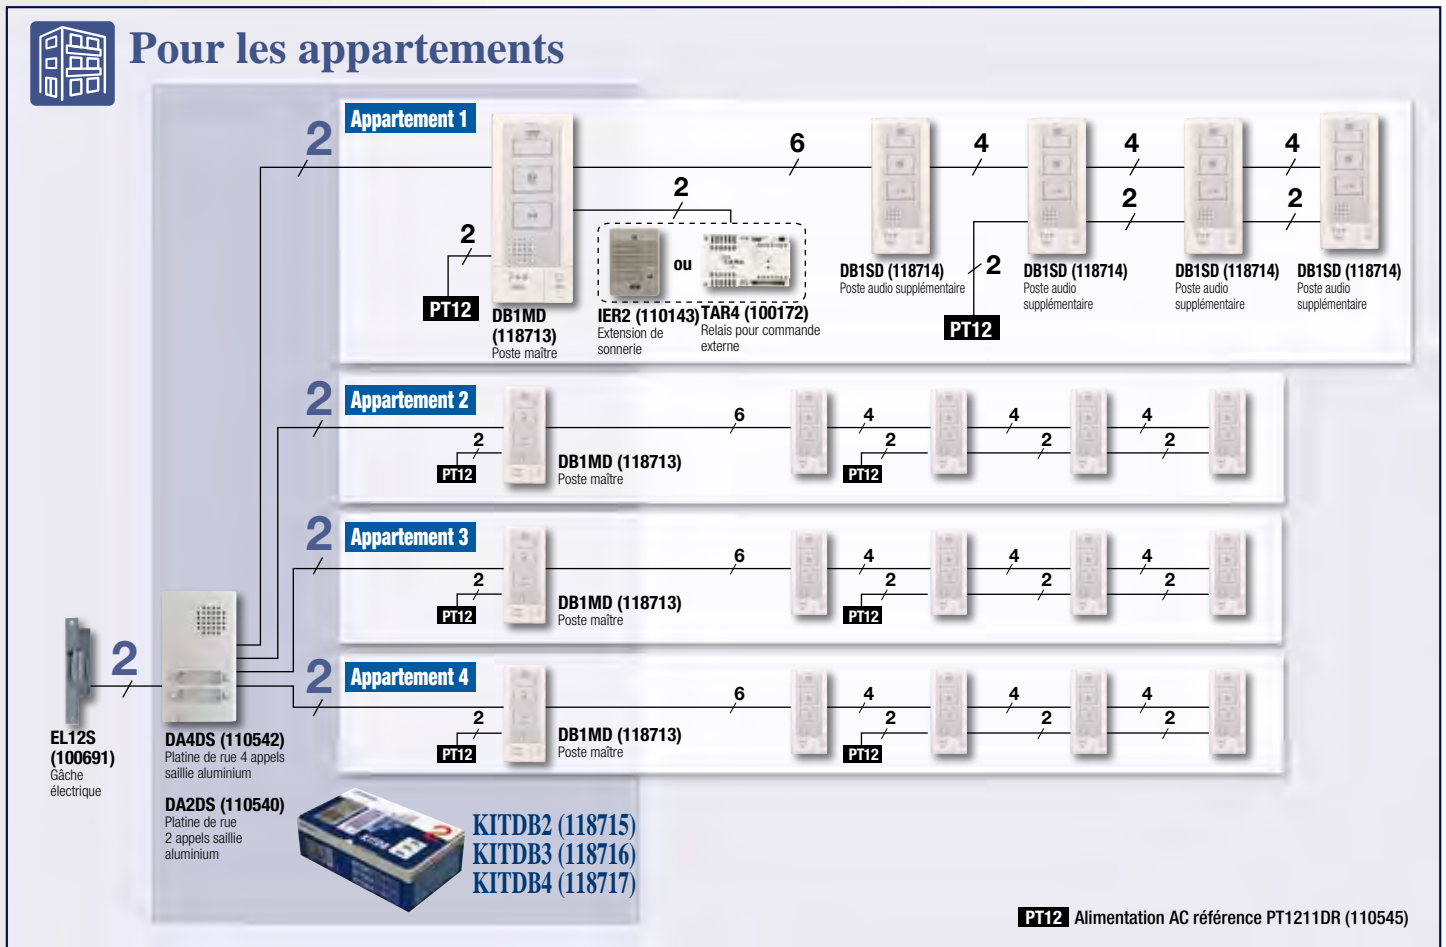 Pour les appartements
Appartement 1
2
6
4
4
4
2
2
2
2
2
PT12
DB1MD
(118713)
Poste maître
IER2 (110143)
Extension de
sonnerie
ou
TAR4 (100172)
Relais pour commande
externe
DB1SD (118714)
Poste audio supplémentaire
PT12
DB1SD (118714)
Poste audio
supplémentaire
DB1SD (118714)
Poste audio
supplémentaire
DB1SD (118714)
Poste audio
supplémentaire
Appartement 2
2
6
4
4
4
2
2
2
2
PT12
DB1MD (118713)
Poste maître
PT12
Appartement 3
2
6
4
4
4
2
2
2
2
PT12
DB1MD (118713)
Poste maître
PT12
Appartement 4
2
6
4
4
4
2
2
2
2
PT12
DB1MD (118713)
Poste maître
PT12
2
EL12S
(100691)
Gâche
électrique
DA4DS (110542)
Platine de rue 4 appels
saillie aluminium
DA2DS (110540)
Platine de rue
2 appels saillie
aluminium
KITDB2 (118715)
KITDB3 (118716)
KITDB4 (118717)
PT12 Alimentation AC référence PT1211DR (110545)